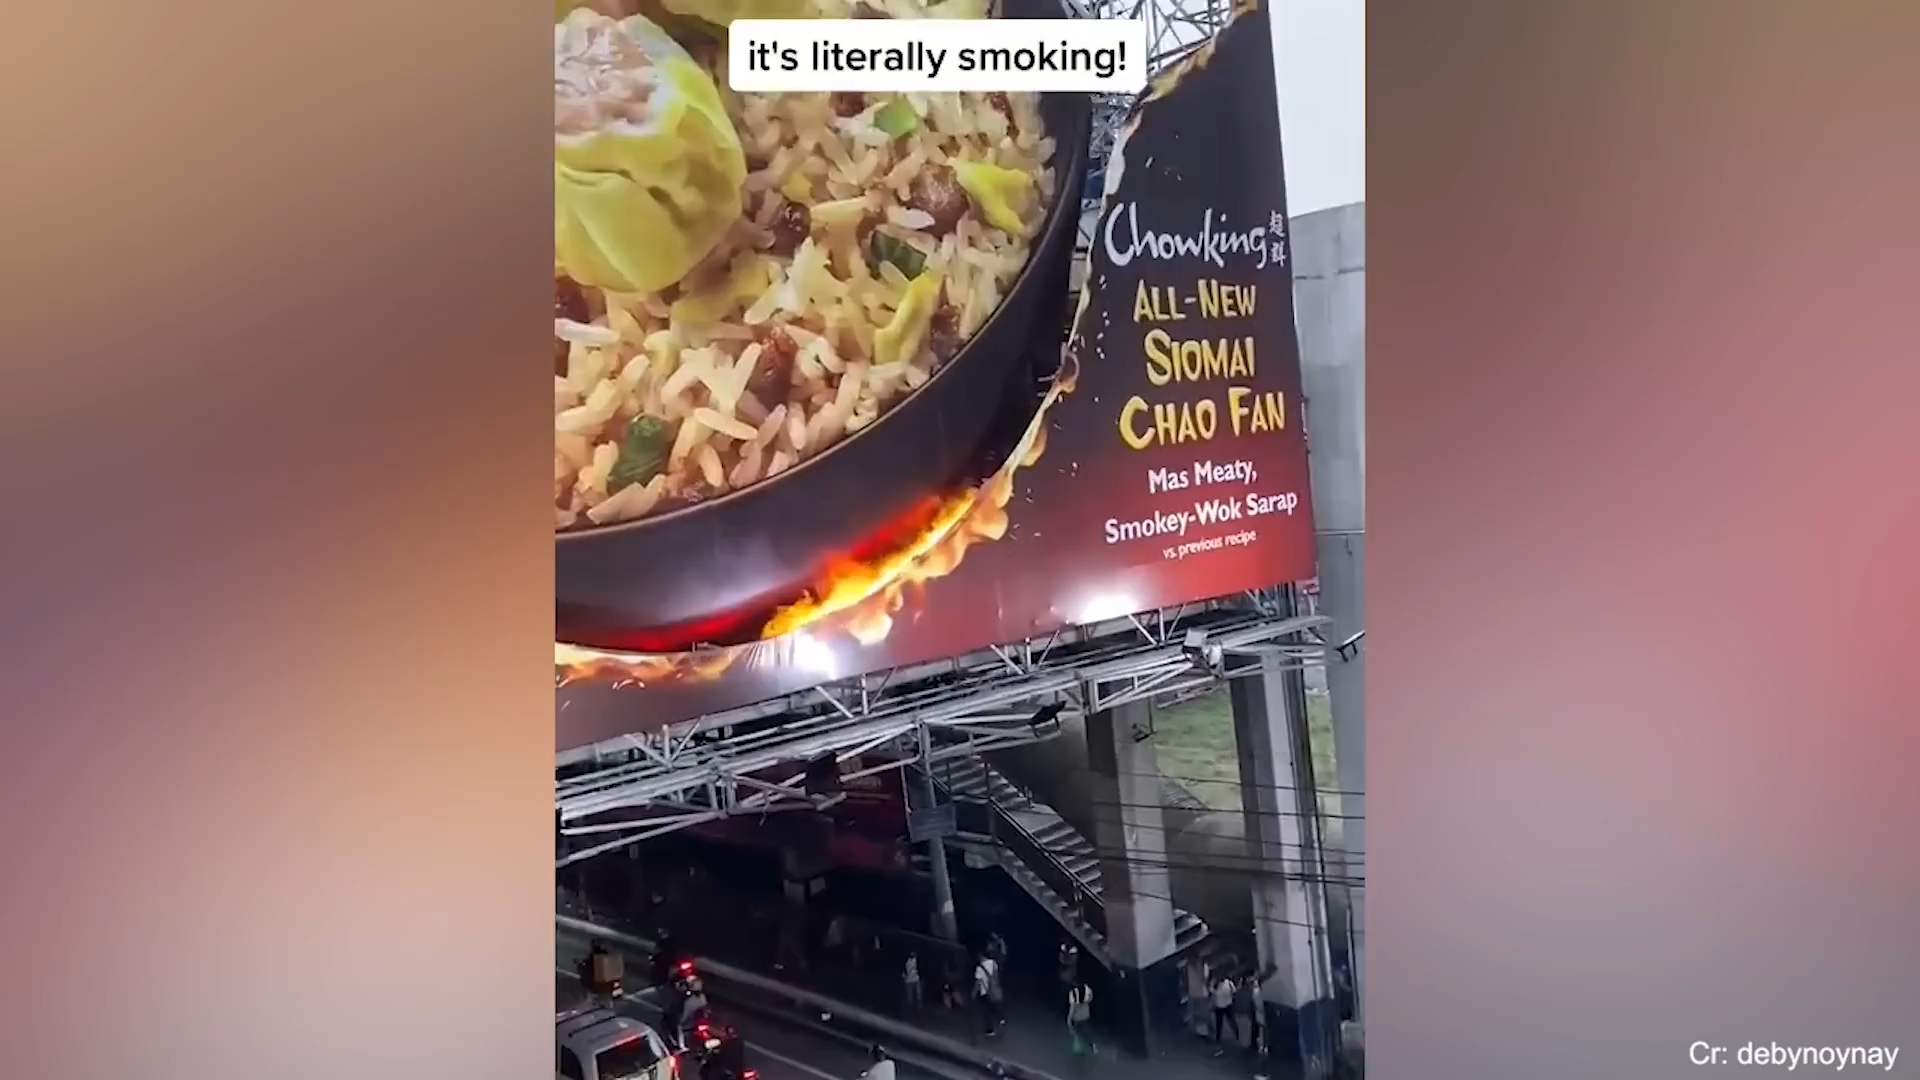 it's literally smoking!
Chowking 超群
ALL-NEW
SIOMAI
CHAO FAN
Mas Meaty,
Smokey-Wok Sarap
vs. previous recipe
Cr: debynoynay